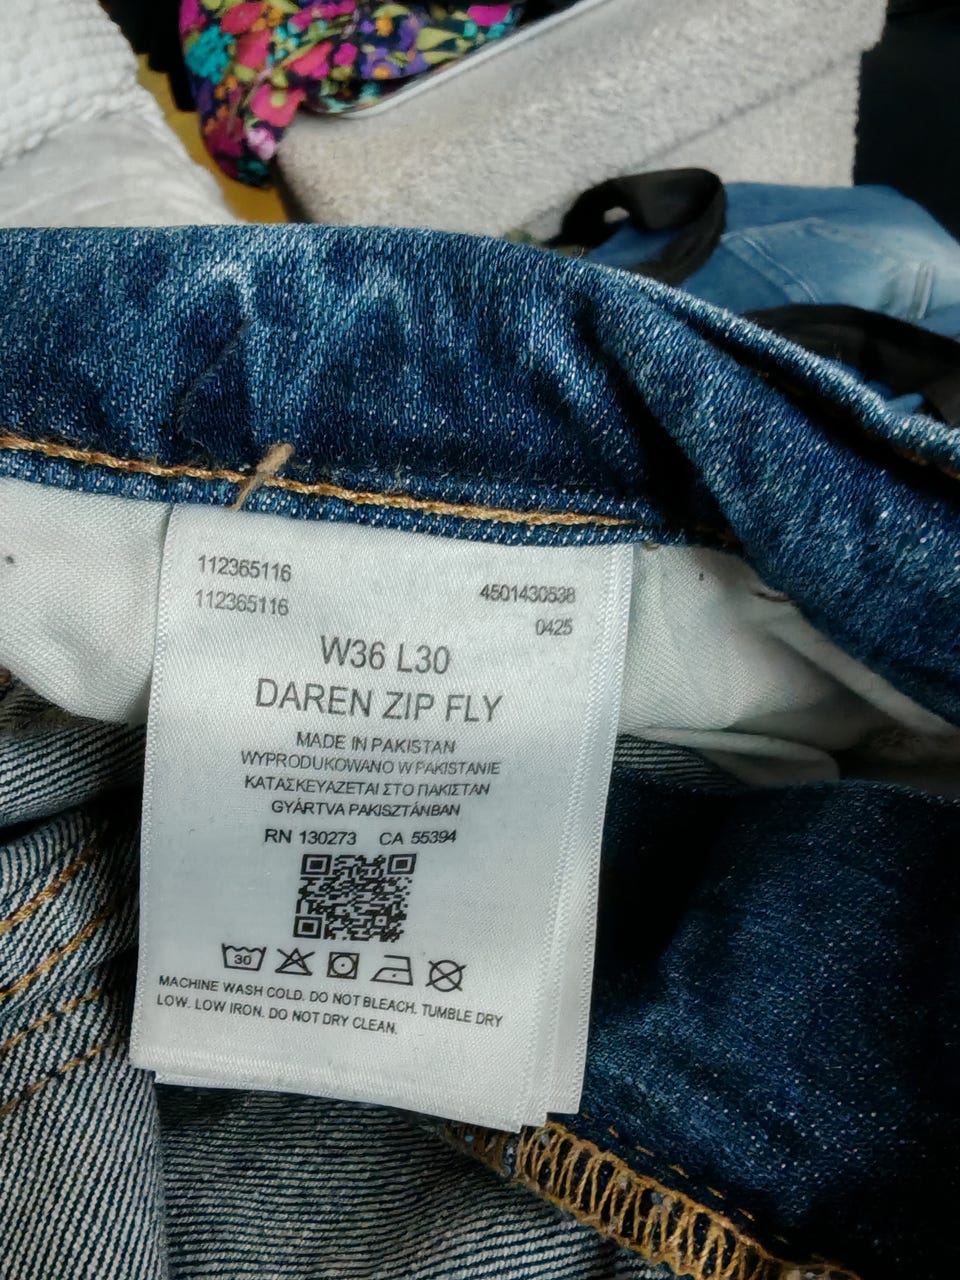 112365116
112365116
4501430538
0425
W36 L30
DAREN ZIP FLY
MADE IN PAKISTAN
WYPRODUKOWANO W PAKISTANIE
ΚΑΤΑΣΚΕΥΑΖΕΤΑΙ ΣΤΟ ΠΑΚΙΣΤΑΝ
GYÁRTVA PAKISZTÁNBAN
RN 130273 CA 55394
30
MACHINE WASH COLD. DO NOT BLEACH. TUMBLE DRY
LOW. LOW IRON. DO NOT DRY CLEAN.